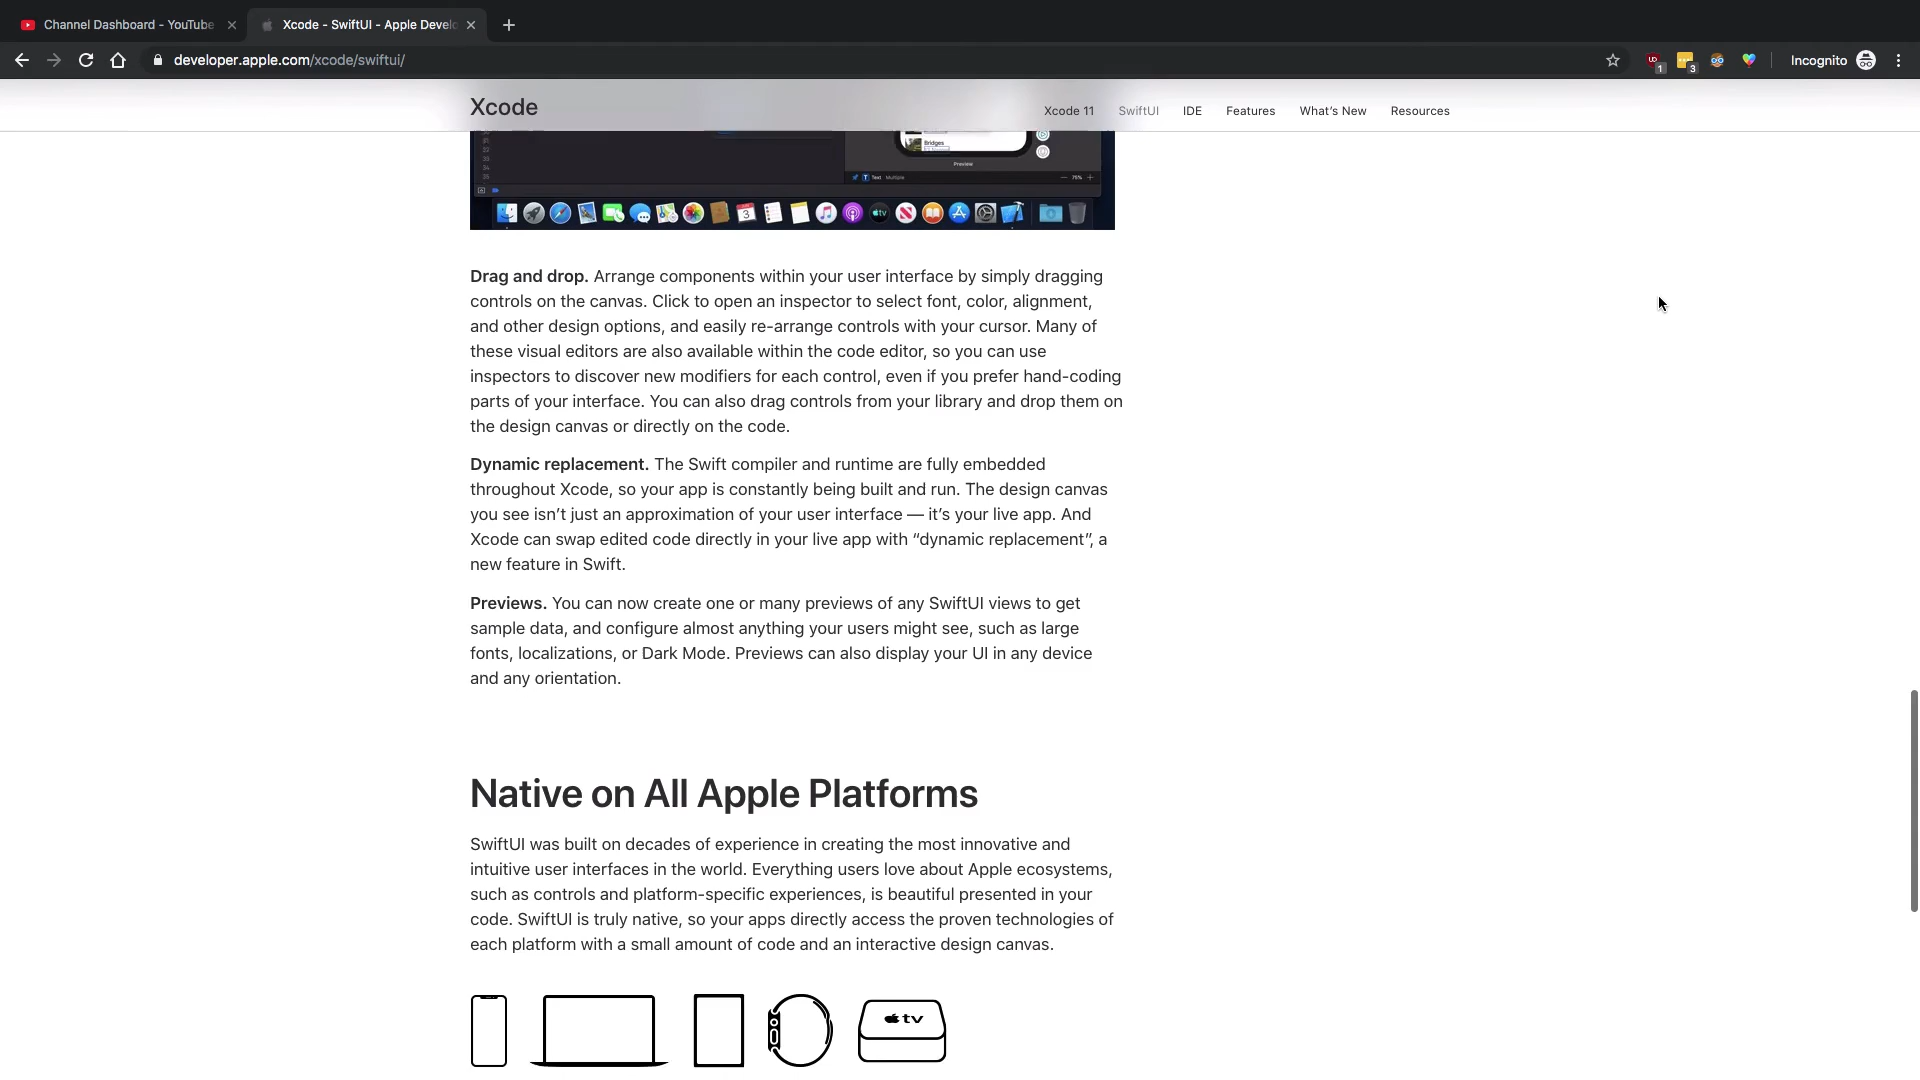 Channel Dashboard - YouTube
Xcode - SwiftUI - Apple Develo
developer.apple.com/xcode/swiftui/
1
3
Incognito
Xcode
Xcode 11
SwiftUI
IDE
Features
What's New
Resources
Bridges
Preview
Text
Multiple
75%
3
tv
Drag and drop. Arrange components within your user interface by simply dragging
controls on the canvas. Click to open an inspector to select font, color, alignment,
and other design options, and easily re-arrange controls with your cursor. Many of
these visual editors are also available within the code editor, so you can use
inspectors to discover new modifiers for each control, even if you prefer hand-coding
parts of your interface. You can also drag controls from your library and drop them on
the design canvas or directly on the code.
Dynamic replacement. The Swift compiler and runtime are fully embedded
throughout Xcode, so your app is constantly being built and run. The design canvas
you see isn’t just an approximation of your user interface — it’s your live app. And
Xcode can swap edited code directly in your live app with “dynamic replacement”, a
new feature in Swift.
Previews. You can now create one or many previews of any SwiftUI views to get
sample data, and configure almost anything your users might see, such as large
fonts, localizations, or Dark Mode. Previews can also display your UI in any device
and any orientation.
Native on All Apple Platforms
SwiftUI was built on decades of experience in creating the most innovative and
intuitive user interfaces in the world. Everything users love about Apple ecosystems,
such as controls and platform-specific experiences, is beautiful presented in your
code. SwiftUI is truly native, so your apps directly access the proven technologies of
each platform with a small amount of code and an interactive design canvas.
tv